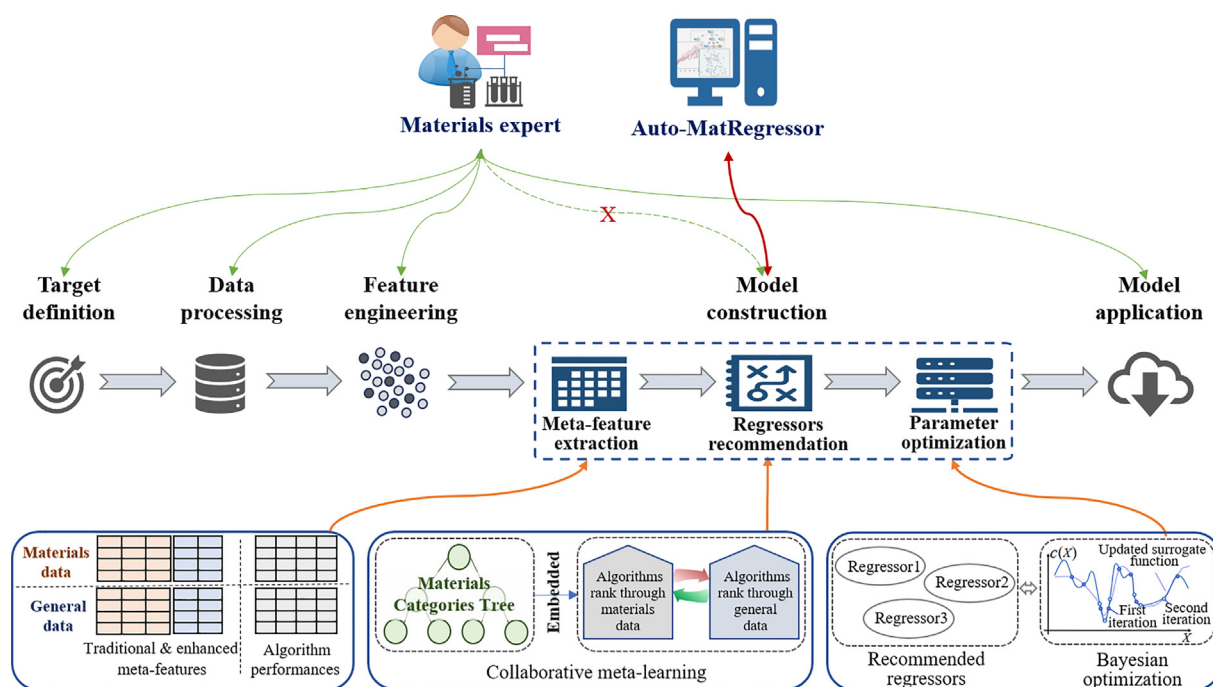 Materials expert
Auto-MatRegressor
X
Target
definition
Data
processing
Feature
engineering
Model
construction
Model
application
Meta-feature
extraction
Regressors
recommendation
Parameter
optimization
Materials
data
General
data
Traditional & enhanced
meta-features
Algorithm
performances
Materials
Categories Tree
Embedded
Algorithms
rank through
materials
data
Algorithms
rank through
general
data
Collaborative meta-learning
Regressor1
Regressor2
Regressor3
Recommended
regressors
c(X)
Updated surrogate
function
First
iteration
Second
iteration
X
Bayesian
optimization